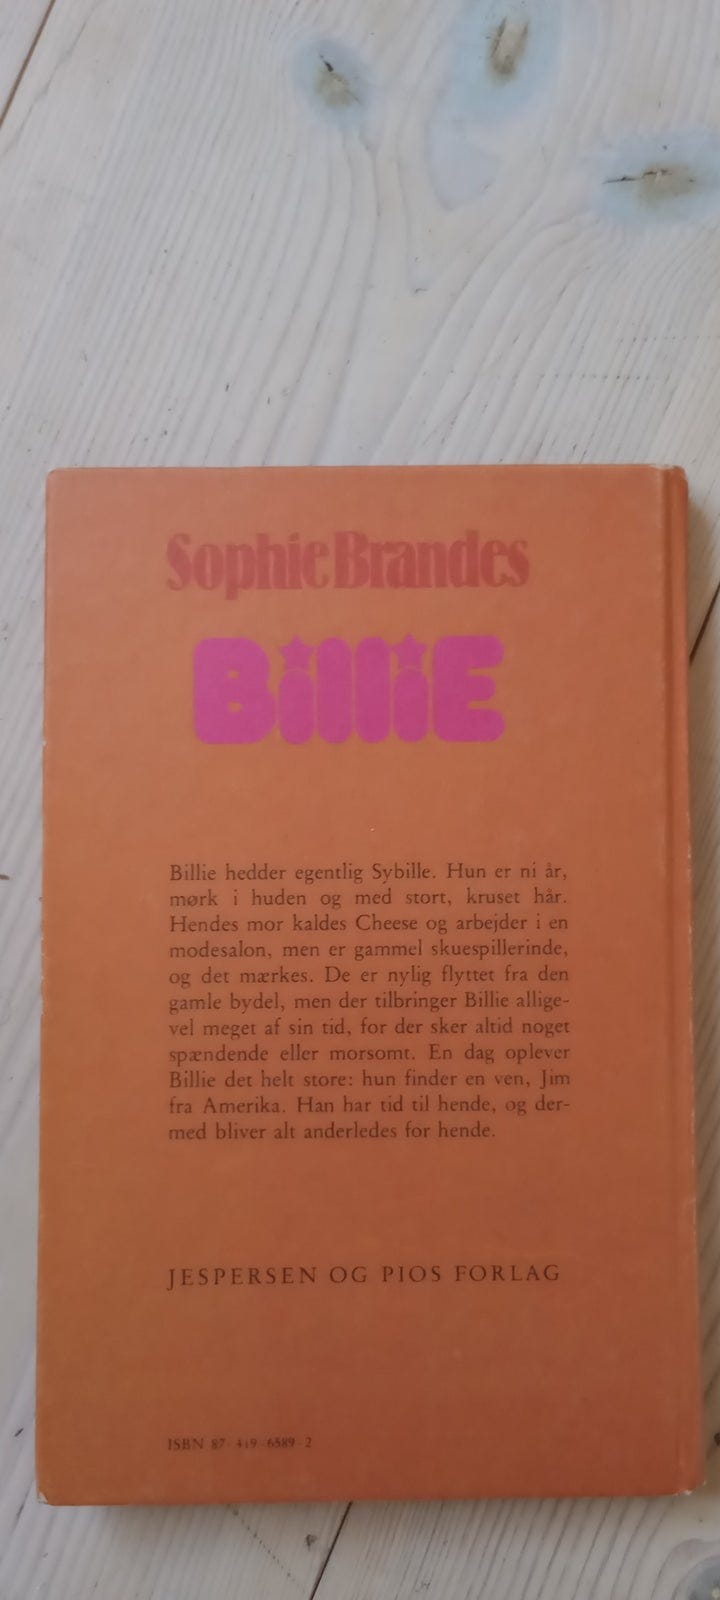 Sophie Brandes
BilliE
Billie hedder egentlig Sybille. Hun er ni år,
mørk i huden og med stort, kruset hår.
Hendes mor kaldes Cheese og arbejder i en
modesalon, men er gammel skuespillerinde,
og det mærkes. De er nylig flyttet fra den
gamle bydel, men der tilbringer Billie allige-
vel meget af sin tid, for der sker altid noget
spændende eller morsomt. En dag oplever
Billie det helt store: hun finder en ven, Jim
fra Amerika. Han har tid til hende, og der-
med bliver alt anderledes for hende.
JESPERSEN OG PIOS FORLAG
ISBN 87-419-6589-2